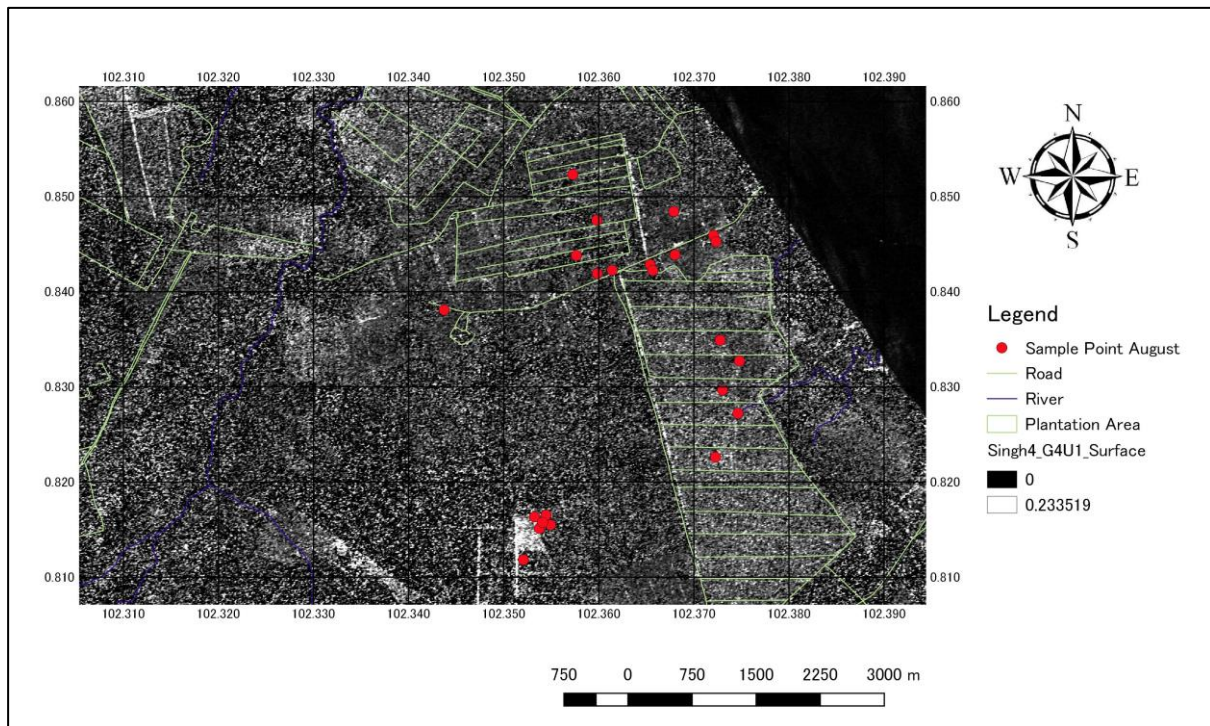 102.310 102.320 102.330 102.340 102.350 102.360 102.370 102.380 102.390
0.860 0.860
0.850 0.850
0.840 0.840
0.830 0.830
0.820 0.820
0.810 0.810
102.310 102.320 102.330 102.340 102.350 102.360 102.370 102.380 102.390
N
W E
S
Legend
Sample Point August
Road
River
Plantation Area
Singh4_G4U1_Surface
0
0,233519
750 0 750 1500 2250 3000 m